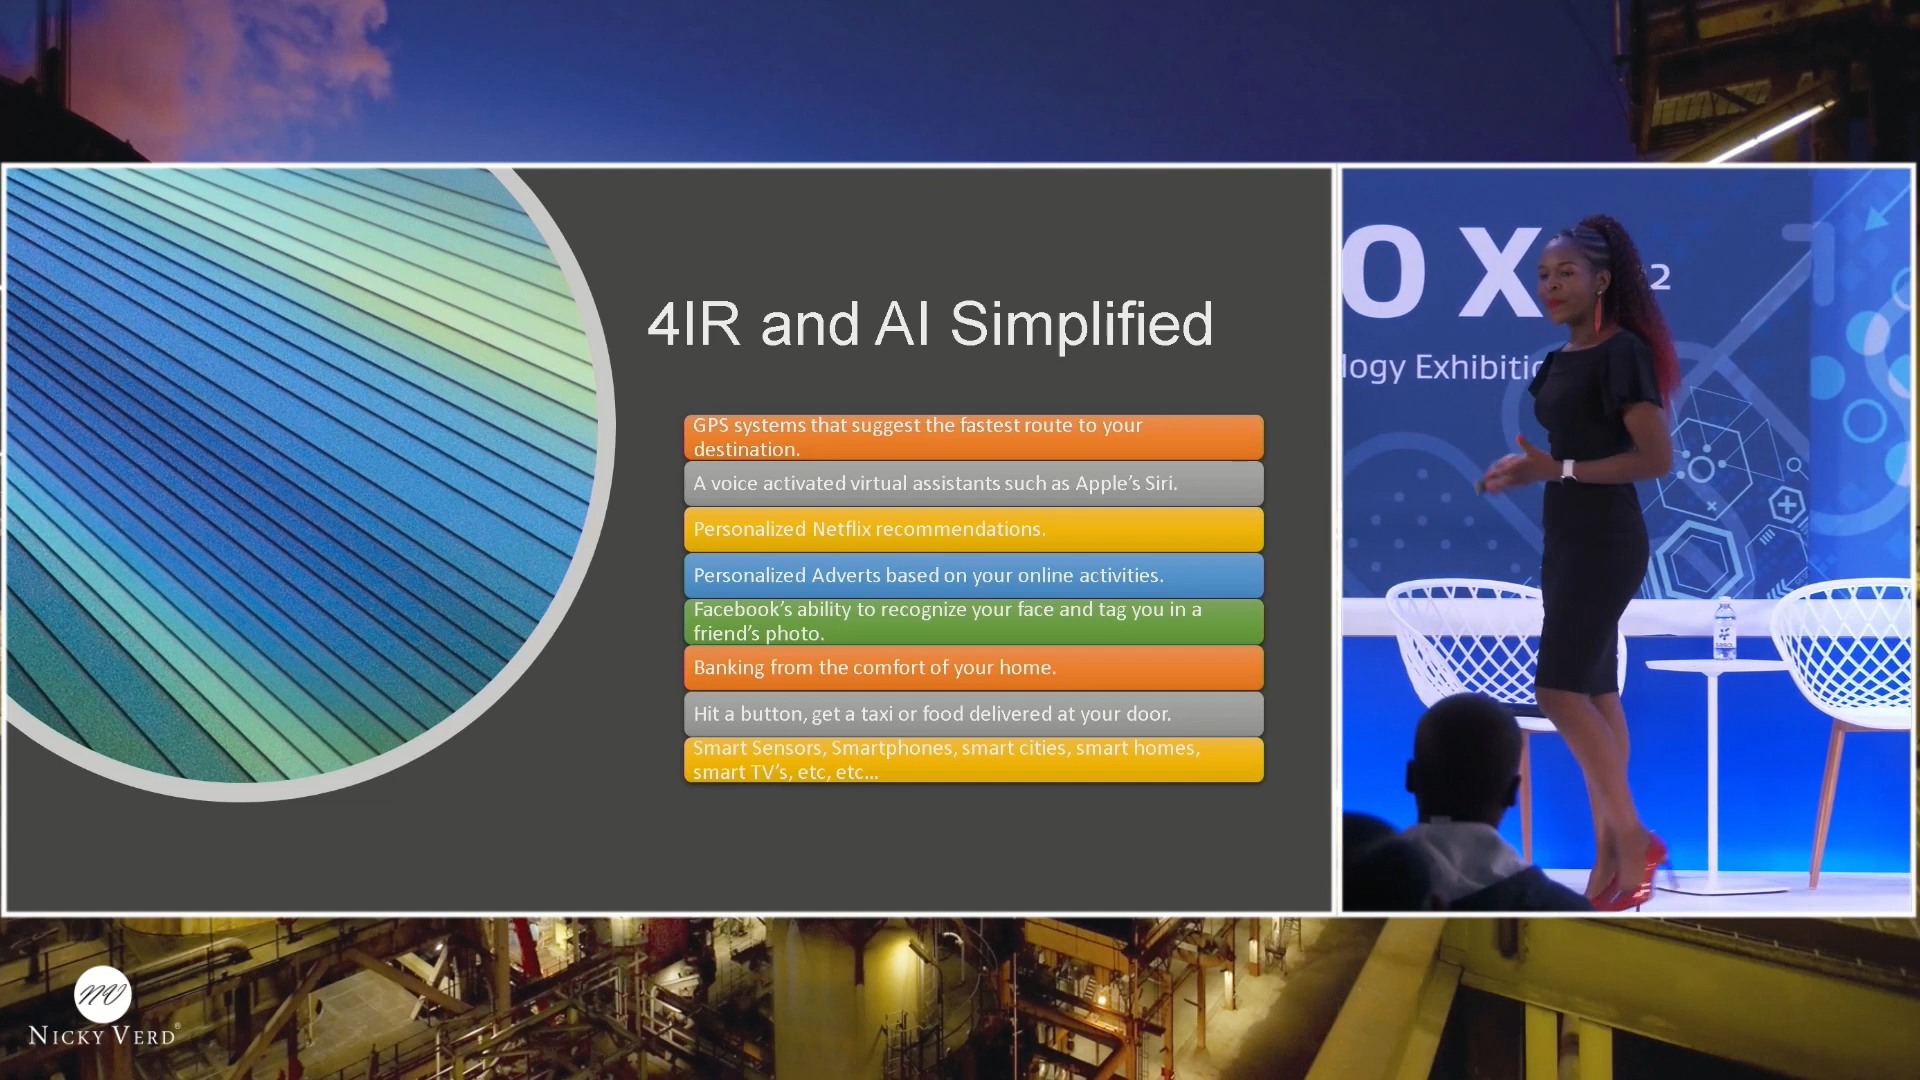 4IR and AI Simplified
GPS systems that suggest the fastest route to your
destination.
A voice activated virtual assistants such as Apple’s Siri.
Personalized Netflix recommendations.
Personalized Adverts based on your online activities.
Facebook’s ability to recognize your face and tag you in a
friend’s photo.
Banking from the comfort of your home.
Hit a button, get a taxi or food delivered at your door.
Smart Sensors, Smartphones, smart cities, smart homes,
smart TV’s, etc, etc...
OX
2
logy Exhibitio
NV
NICKY VERD®